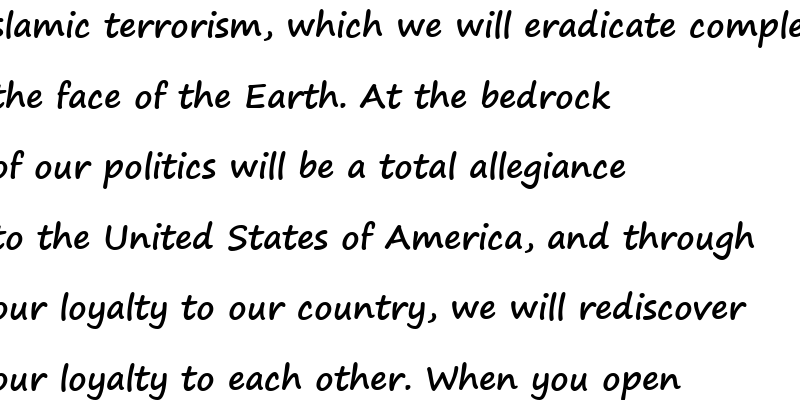 slamic terrorism, which we will eradicate comple
the face of the Earth. At the bedrock
of our politics will be a total allegiance
to the United States of America, and through
our loyalty to our country, we will rediscover
our loyalty to each other. When you open